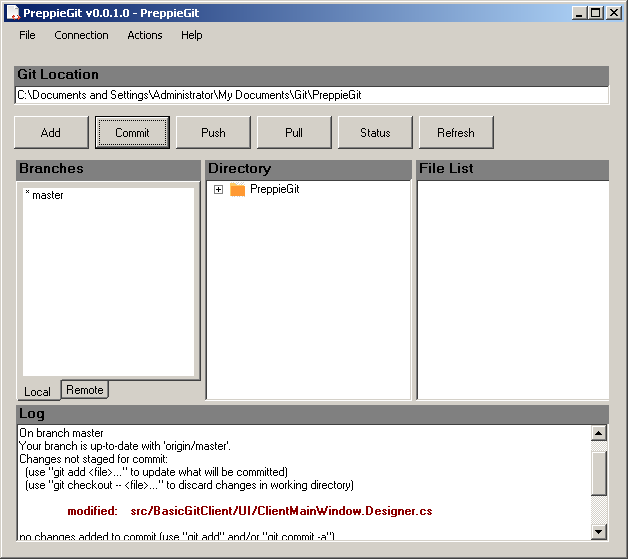 PreppieGit v0.0.1.0 - PreppieGit
File Connection Actions Help
Git Location
C:\Documents and Settings\Administrator\My Documents\Git\PreppieGit
Add Commit Push Pull Status Refresh
Branches Directory File List
* master PreppieGit
Local Remote
Log
On branch master
Your branch is up-to-date with 'origin/master'.
Changes not staged for commit:
(use "git add <file>..." to update what will be committed)
(use "git checkout -- <file>..." to discard changes in working directory)
modified: src/BasicGitClient/UI/ClientMainWindow.Designer.cs
no changes added to commit (use "git add" and/or "git commit -a")